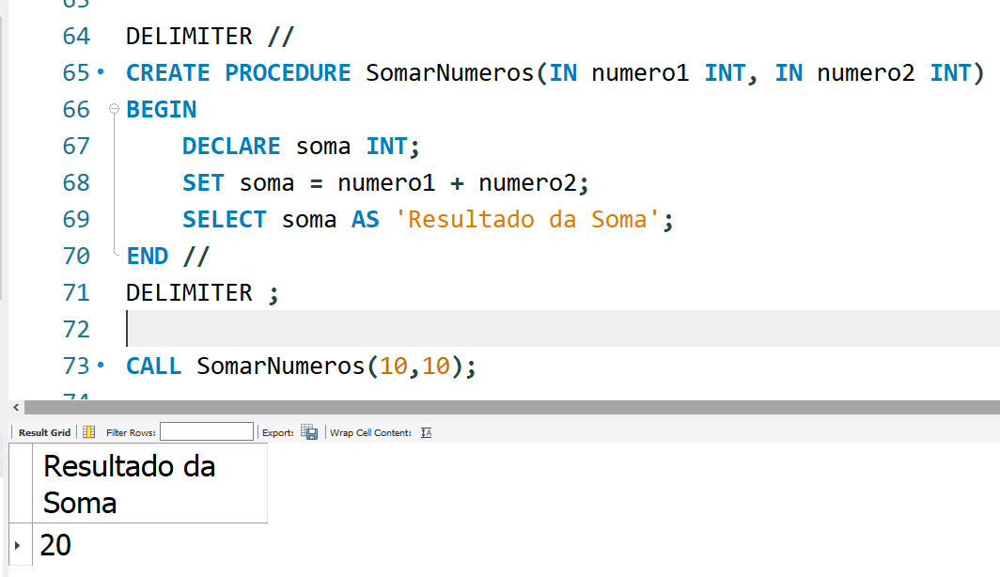 64 DELIMITER //
65 CREATE PROCEDURE SomarNumeros(IN numero1 INT, IN numero2 INT)
66 BEGIN
67 DECLARE soma INT;
68 SET soma = numero1 + numero2;
69 SELECT soma AS 'Resultado da Soma';
70 END //
71 DELIMITER ;
72
73 CALL SomarNumeros(10,10);
Result Grid Filter Rows: Export: Wrap Cell Content:
Resultado da
Soma
20